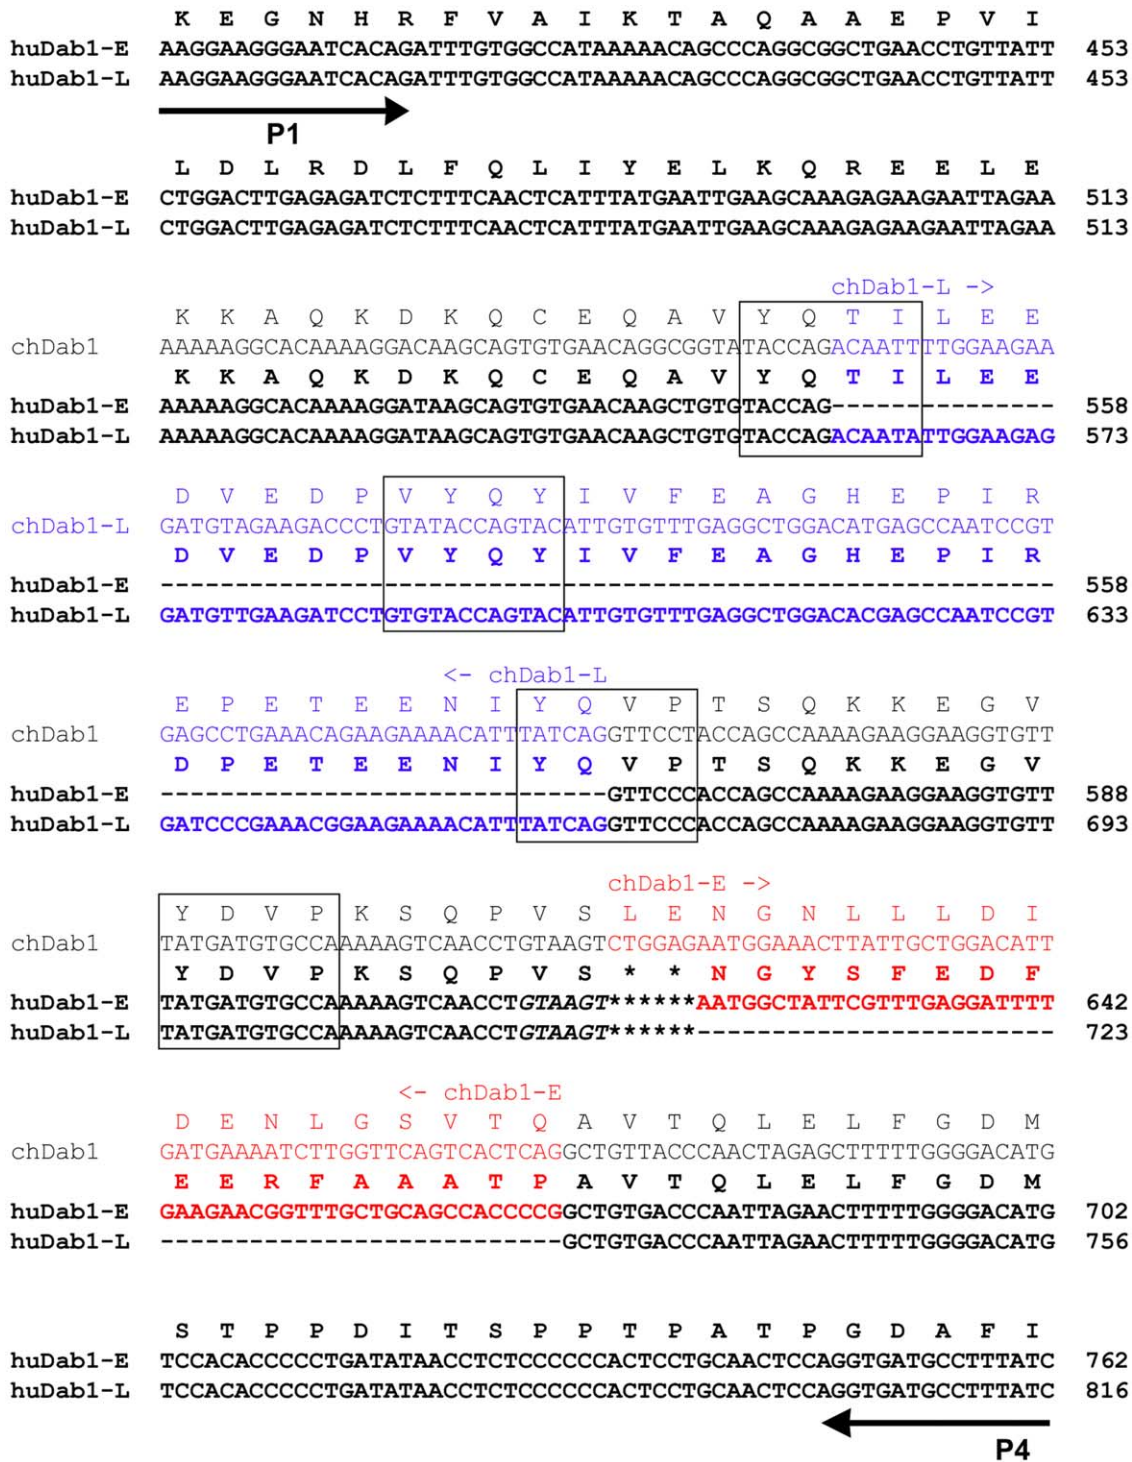 K E G N H R F V A I K T A Q A A E P V I
huDab1-E AAGGAAGGGAATCACAGATTTGTGGCCATAAAAACAGCCCAGGCGGCTGAACCTGTTATT 453
huDab1-L AAGGAAGGGAATCACAGATTTGTGGCCATAAAAACAGCCCAGGCGGCTGAACCTGTTATT 453
P1
L D L R D L F Q L I Y E L K Q R E E L E
huDab1-E CTGGACTTGAGAGATCTCTTTCAACTCATTTATGAATTGAAGCAAAGAGAAGAATTAGAA 513
huDab1-L CTGGACTTGAGAGATCTCTTTCAACTCATTTATGAATTGAAGCAAAGAGAAGAATTAGAA 513
chDab1-L ->
K K A Q K D K Q C E Q A V Y Q T I L E E
chDab1 AAAAAGGCACAAAAGGACAAGCAGTGTGAACAGGCGGTATACCAGACAATTTTGGAAGAA
K K A Q K D K Q C E Q A V Y Q T I L E E
huDab1-E AAAAAGGCACAAAAGGATAAGCAGTGTGAACAAGCTGTGTACCAG--------------- 558
huDab1-L AAAAAGGCACAAAAGGATAAGCAGTGTGAACAAGCTGTGTACCAGACAATATTGGAAGAG 573
D V E D P V Y Q Y I V F E A G H E P I R
chDab1-L GATGTAGAAGACCCTGTATACCAGTACATTGTGTTTGAGGCTGGACATGAGCCAATCCGT
D V E D P V Y Q Y I V F E A G H E P I R
huDab1-E ------------------------------------------------------------ 558
huDab1-L GATGTTGAAGATCCTGTGTACCAGTACATTGTGTTTGAGGCTGGACACGAGCCAATCCGT 633
<- chDab1-L
E P E T E E N I Y Q V P T S Q K K E G V
chDab1 GAGCCTGAAACAGAAGAAAACATTTATCAGGTTCCTACCAGCCAAAAGAAGGAAGGTGTT
D P E T E E N I Y Q V P T S Q K K E G V
huDab1-E ------------------------------GTTCCCACCAGCCAAAAGAAGGAAGGTGTT 588
huDab1-L GATCCCGAAACGGAAGAAAACATTTATCAGGTTCCCACCAGCCAAAAGAAGGAAGGTGTT 693
chDab1-E ->
Y D V P K S Q P V S L E N G N L L L D I
chDab1 TATGATGTGCCAAAAAGTCAACCTGTAAGTCTGGAGAATGGAAACTTATTGCTGGACATT
Y D V P K S Q P V S * * N G Y S F E D F
huDab1-E TATGATGTGCCAAAAAGTCAACCTGTAAGT******AATGGCTATTCGTTTGAGGATTTT 642
huDab1-L TATGATGTGCCAAAAAGTCAACCTGTAAGT******------------------------ 723
<- chDab1-E
D E N L G S V T Q A V T Q L E L F G D M
chDab1 GATGAAAATCTTGGTTCAGTCACTCAGGCTGTTACCCAACTAGAGCTTTTTGGGGACATG
E E R F A A A T P A V T Q L E L F G D M
huDab1-E GAAGAACGGTTTGCTGCAGCCACCCCGGCTGTGACCCAATTAGAACTTTTTGGGGACATG 702
huDab1-L ---------------------------GCTGTGACCCAATTAGAACTTTTTGGGGACATG 756
S T P P D I T S P P T P A T P G D A F I
huDab1-E TCCACACCCCCTGATATAACCTCTCCCCCCACTCCTGCAACTCCAGGTGATGCCTTTATC 762
huDab1-L TCCACACCCCCTGATATAACCTCTCCCCCCACTCCTGCAACTCCAGGTGATGCCTTTATC 816
P4